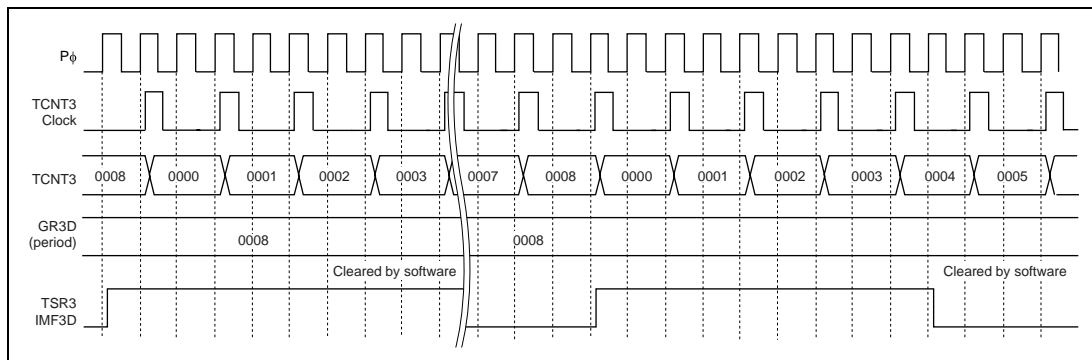 Pϕ
TCNT3
Clock
TCNT3
0008 0000 0001 0002 0003 0007 0008 0000 0001 0002 0003 0004 0005
GR3D
(period)
0008 0008
Cleared by software Cleared by software
TSR3
IMF3D